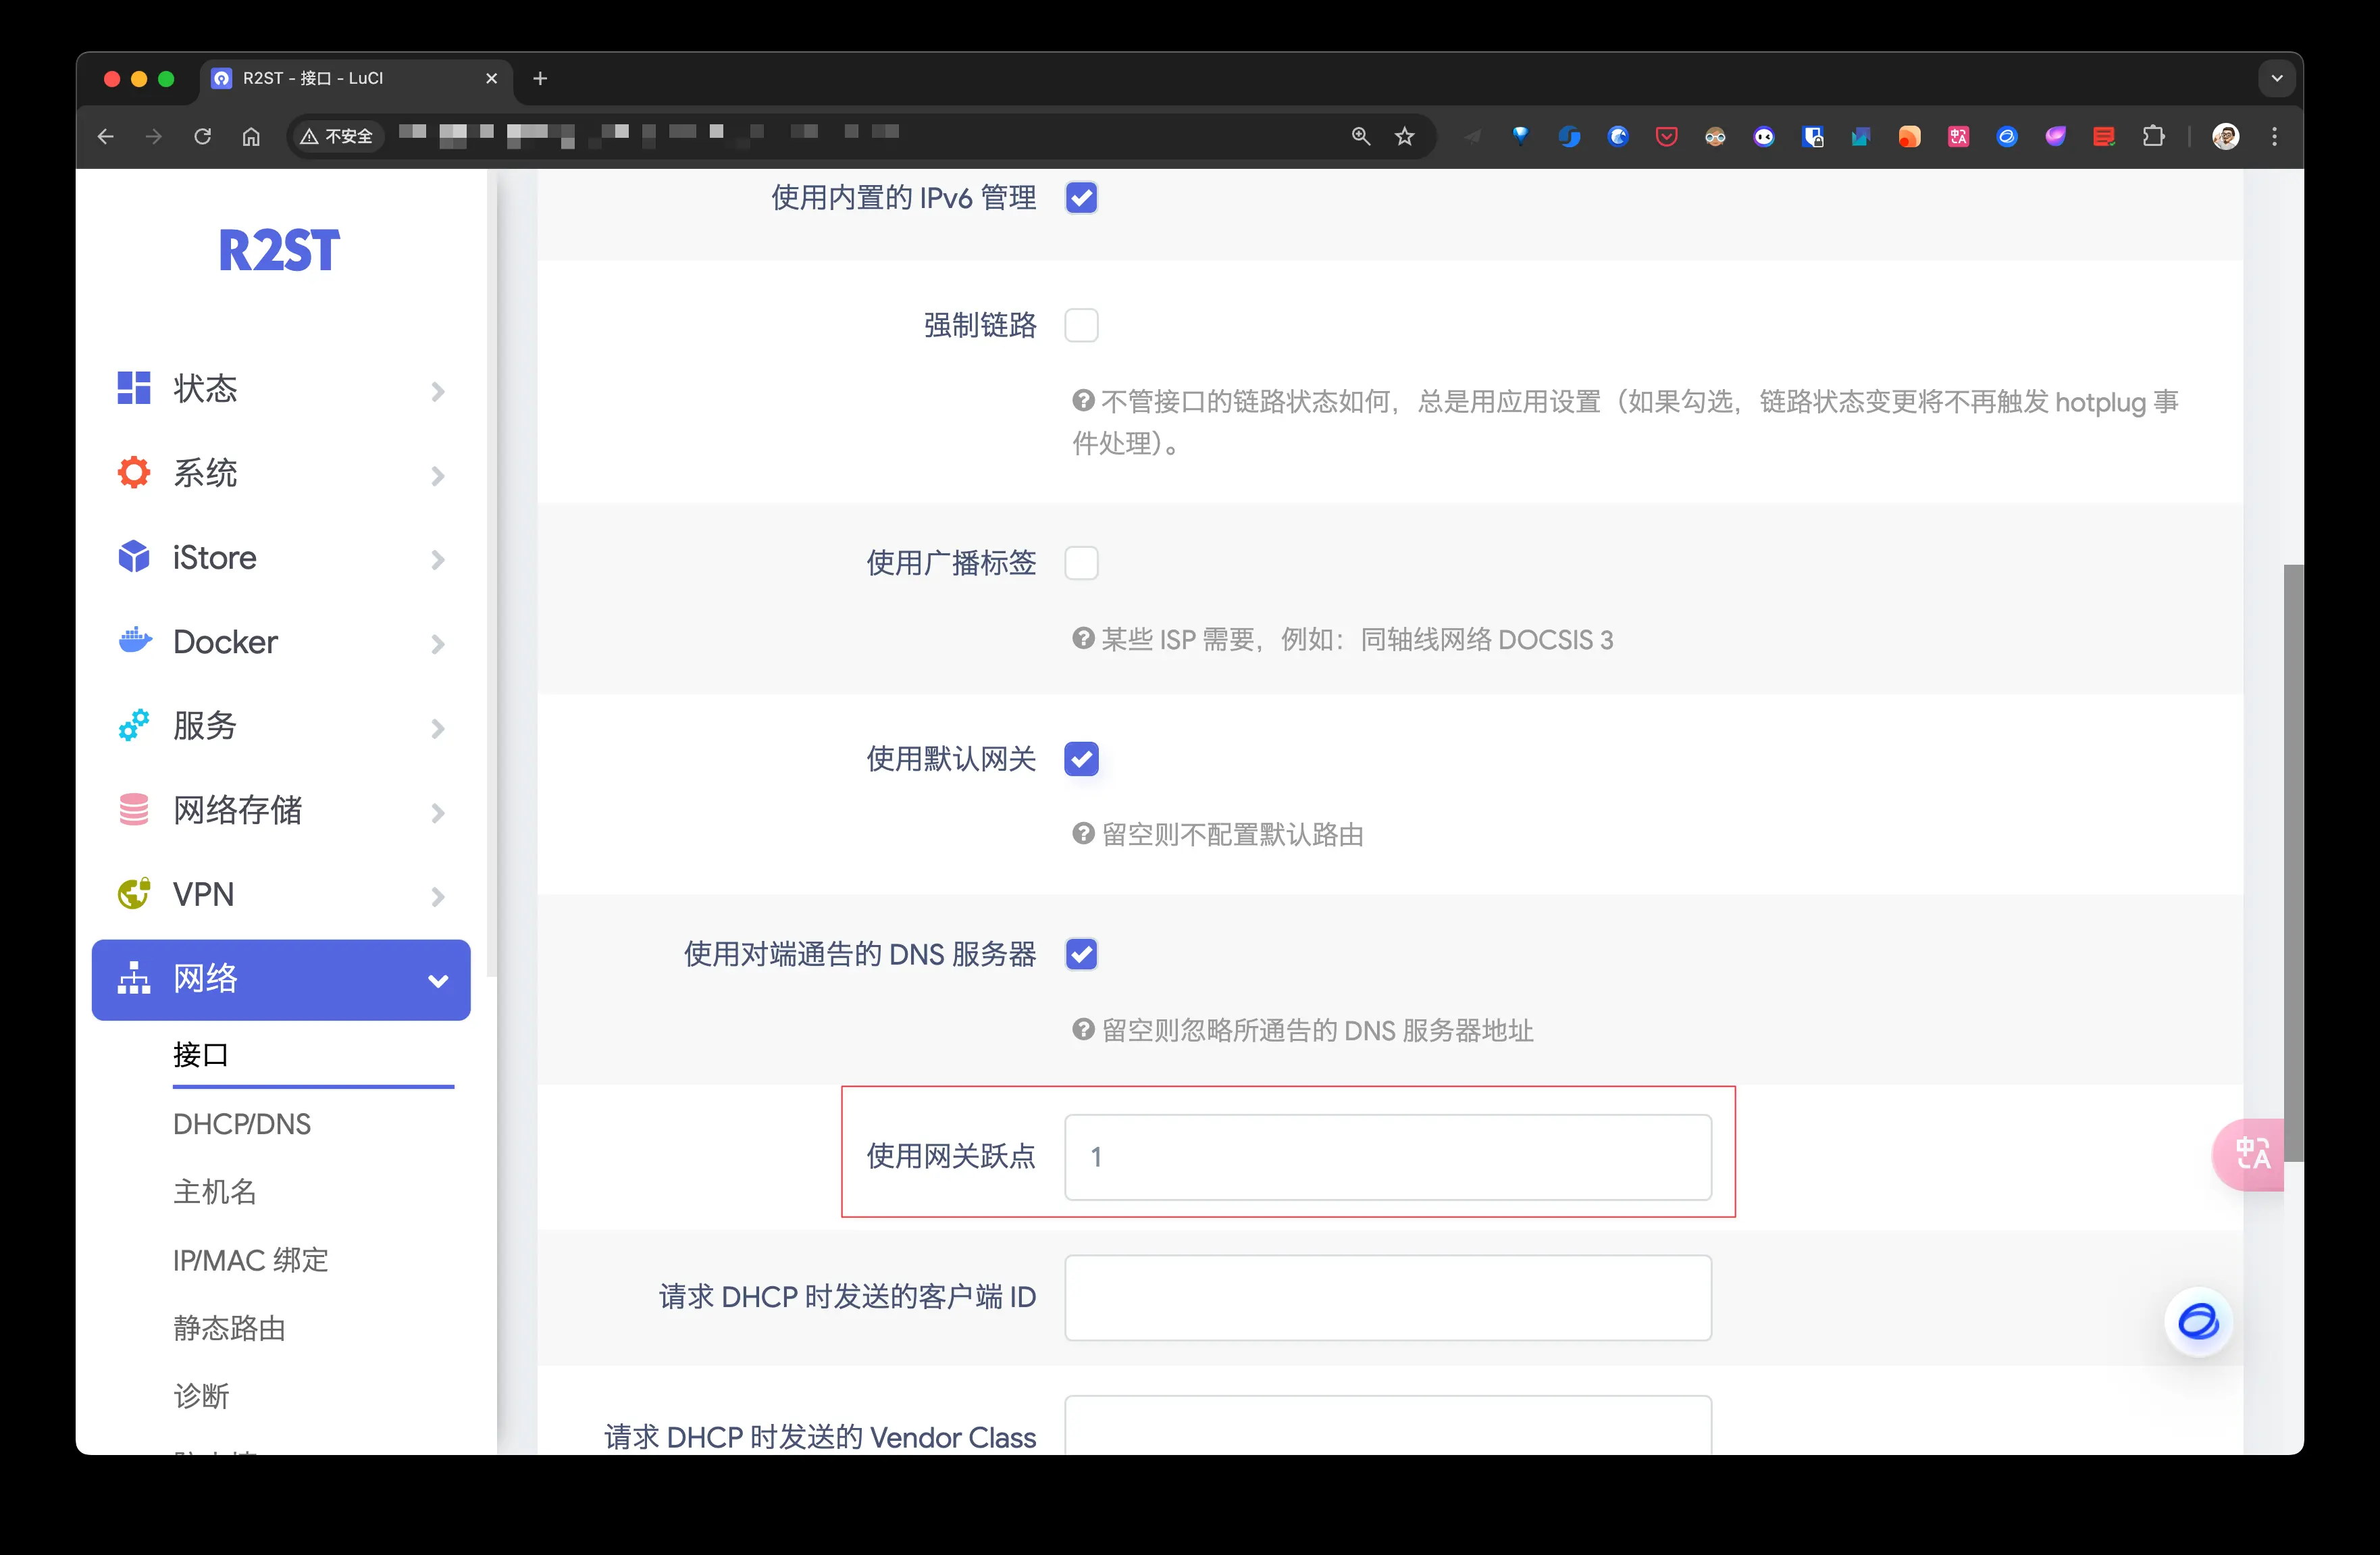 R2ST - 接口 - LuCI
不安全
R2ST
状态
系统
iStore
Docker
服务
网络存储
VPN
网络
接口
DHCP/DNS
主机名
IP/MAC 绑定
静态路由
诊断
使用内置的 IPv6 管理
强制链路
不管接口的链路状态如何，总是用应用设置（如果勾选，链路状态变更将不再触发 hotplug 事
件处理）。
使用广播标签
某些 ISP 需要，例如：同轴线网络 DOCSIS 3
使用默认网关
留空则不配置默认路由
使用对端通告的 DNS 服务器
留空则忽略所通告的 DNS 服务器地址
使用网关跃点
1
请求 DHCP 时发送的客户端 ID
请求 DHCP 时发送的 Vendor Class
中A